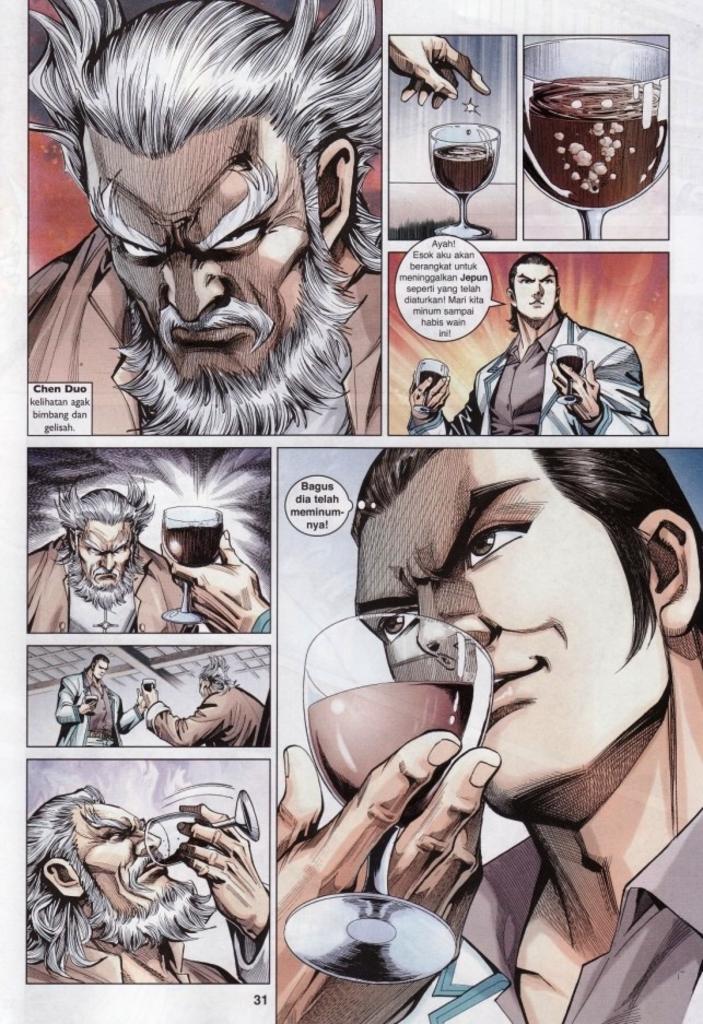 Ayah!
Esok aku akan
berangkat untuk
meninggalkan Jepun
seperti yang telah
diaturkan! Mari kita
minum sampai
habis wain
ini!
Chen Duo
kelihatan agak
bimbang dan
gelisah.
Bagus
dia telah
meminum-
nya!
31